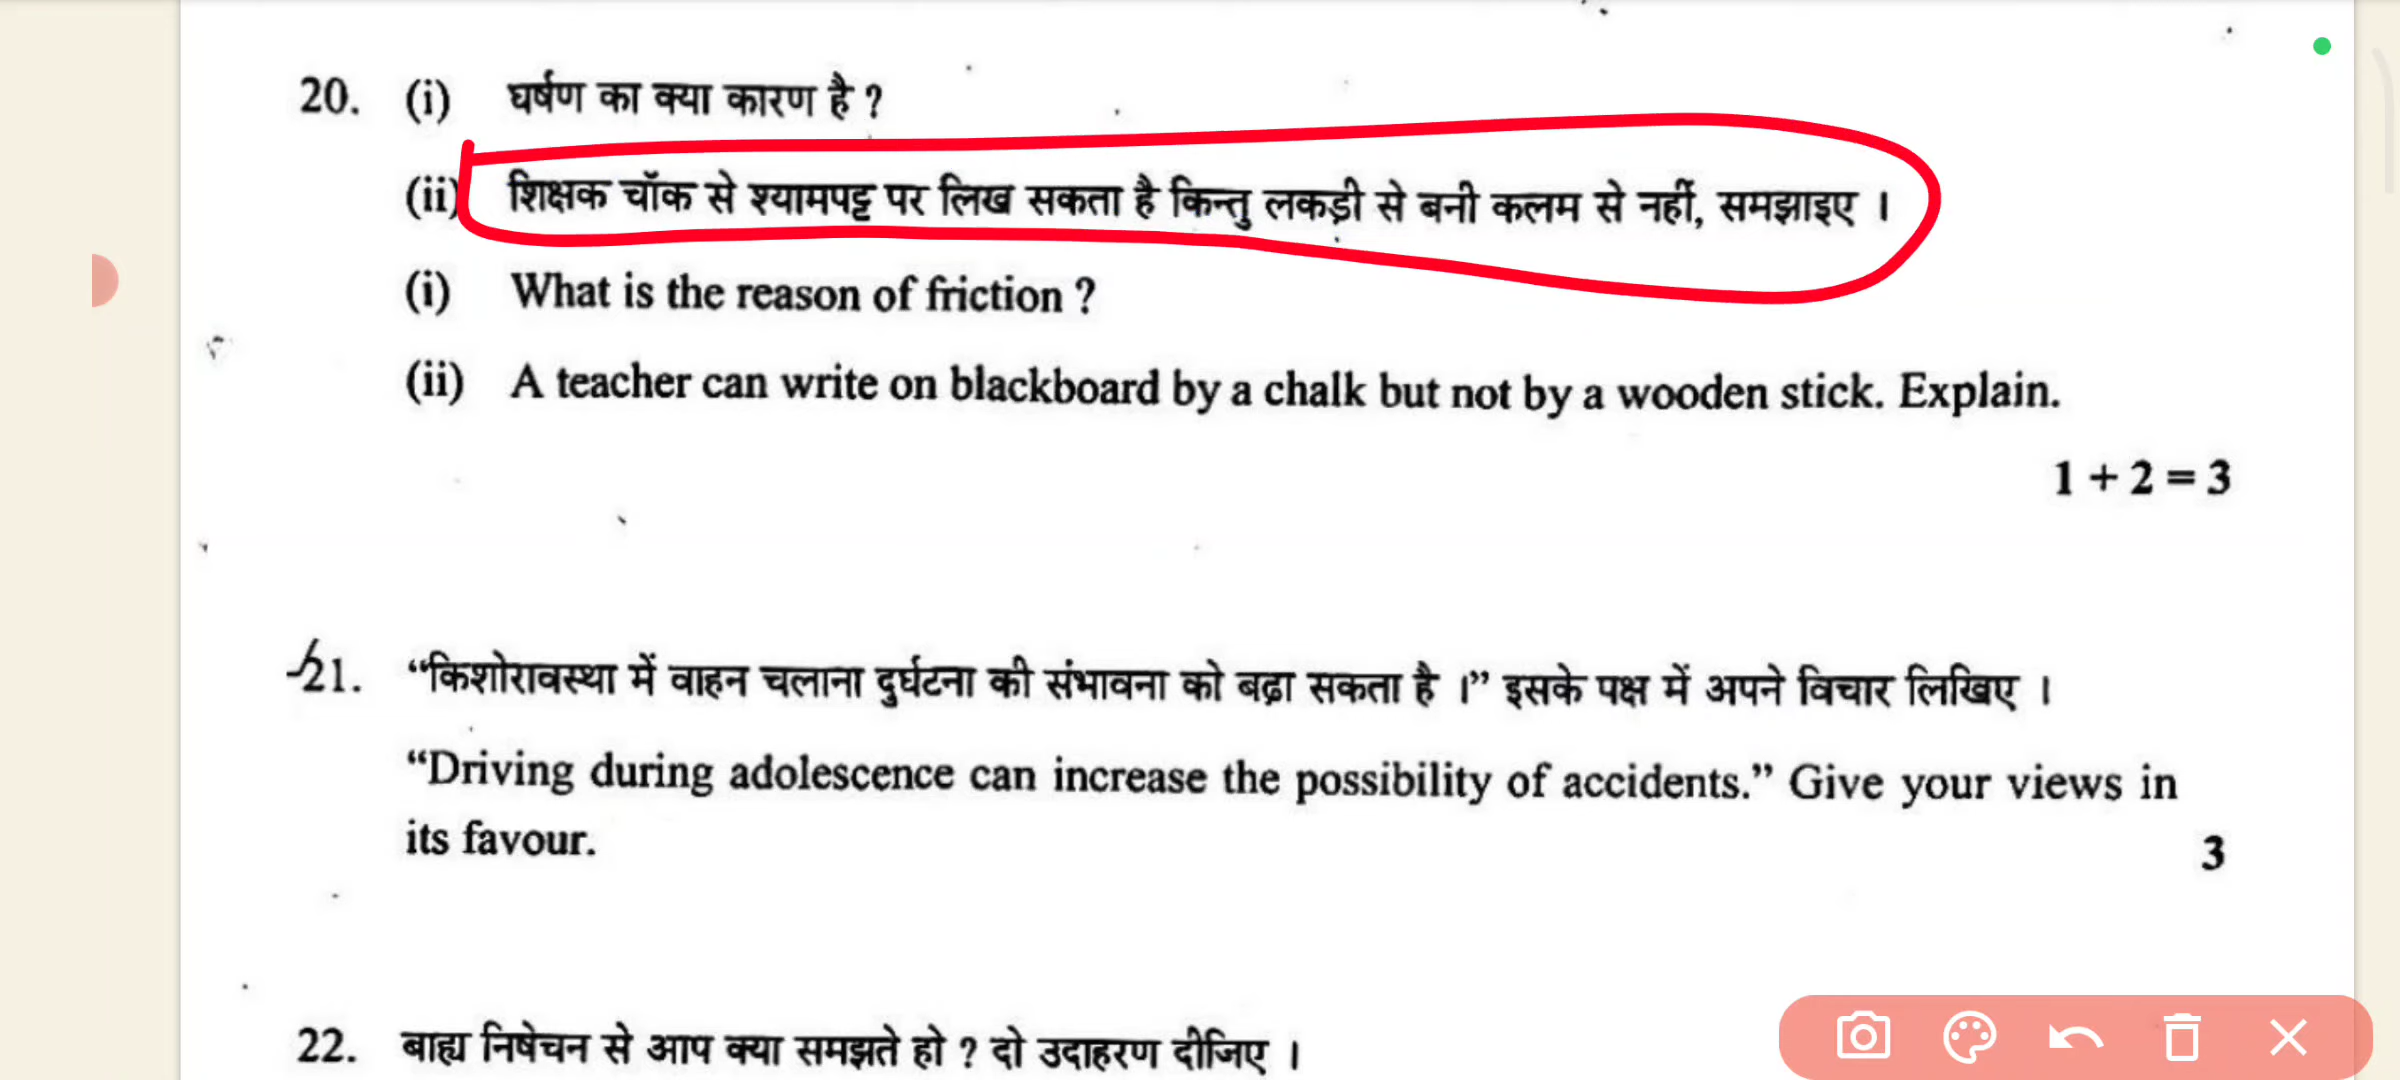 20. (i) घर्षण का क्या कारण है ?
(ii) शिक्षक चॉक से श्यामपट्ट पर लिख सकता है किन्तु लकड़ी से बनी कलम से नहीं, समझाइए ।
(i) What is the reason of friction ?
(ii) A teacher can write on blackboard by a chalk but not by a wooden stick. Explain.
1 + 2 = 3
21. “किशोरावस्था में वाहन चलाना दुर्घटना की संभावना को बढ़ा सकता है ।” इसके पक्ष में अपने विचार लिखिए ।
“Driving during adolescence can increase the possibility of accidents.” Give your views in
its favour.
3
22. बाह्य निषेचन से आप क्या समझते हो ? दो उदाहरण दीजिए ।